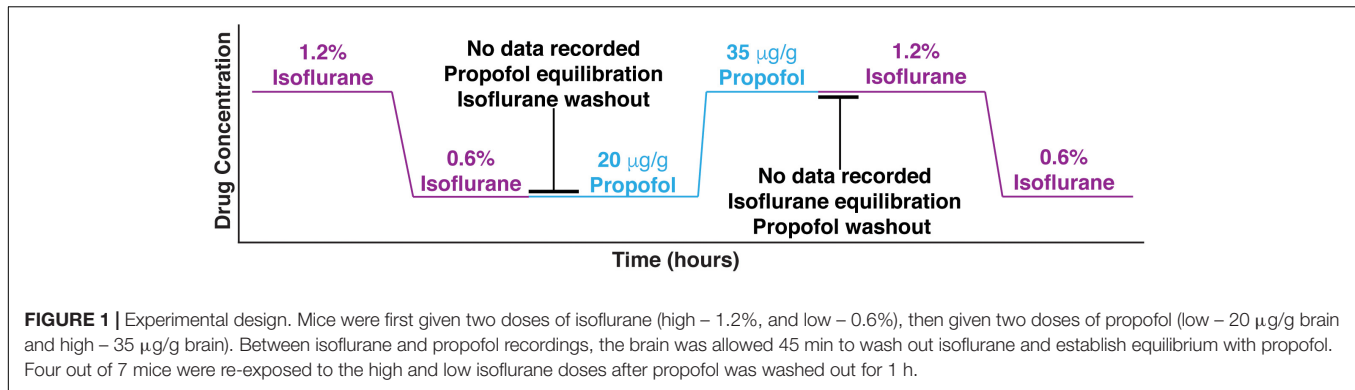 Drug Concentration
1.2%
Isoflurane
0.6%
Isoflurane
No data recorded
Propofol equilibration
Isoflurane washout
20 μg/g
Propofol
35 μg/g
Propofol
No data recorded
Isoflurane equilibration
Propofol washout
1.2%
Isoflurane
0.6%
Isoflurane
Time (hours)
FIGURE 1 | Experimental design. Mice were first given two doses of isoflurane (high – 1.2%, and low – 0.6%), then given two doses of propofol (low – 20 μg/g brain
and high – 35 μg/g brain). Between isoflurane and propofol recordings, the brain was allowed 45 min to wash out isoflurane and establish equilibrium with propofol.
Four out of 7 mice were re-exposed to the high and low isoflurane doses after propofol was washed out for 1 h.